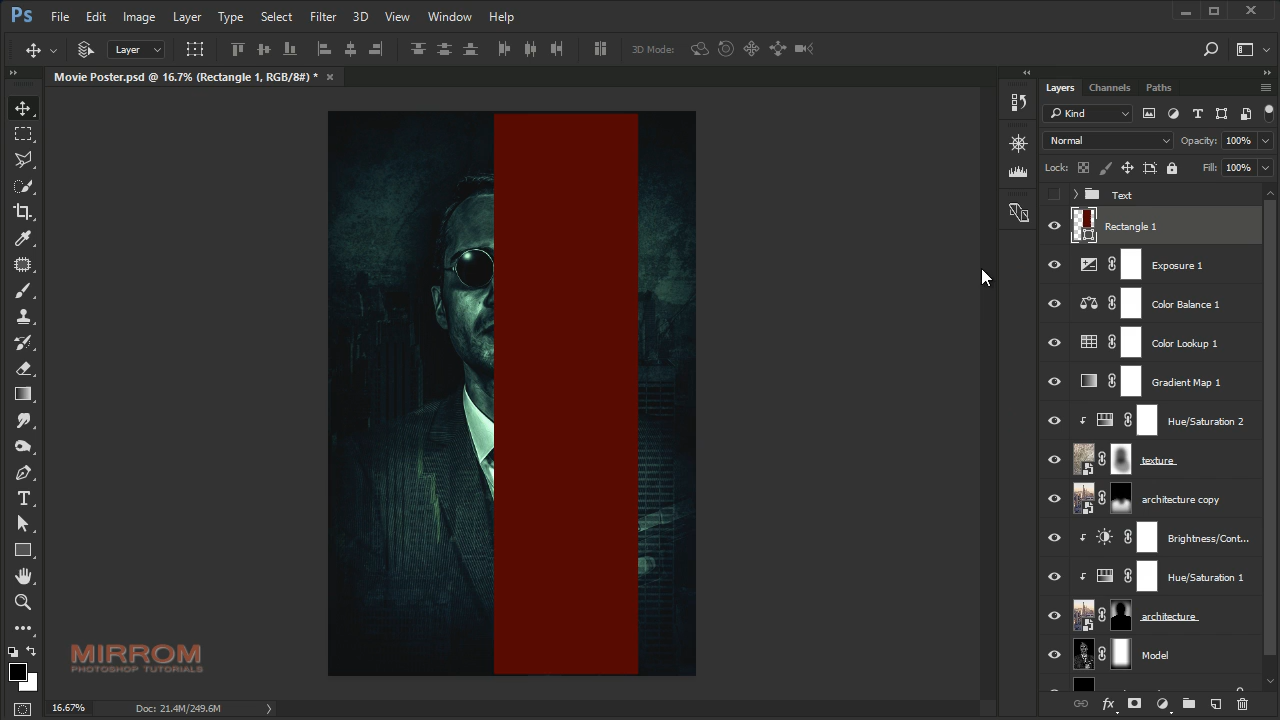 Ps File Edit Image Layer Type Select Filter 3D View Window Help
Layer 3D Mode:
Movie Poster.psd @ 16.7% (Rectangle 1, RGB/8#) * ×
Layers Channels Paths
Kind
Normal Opacity: 100%
Lock: Fill: 100%
Text
Rectangle 1
Exposure 1
Color Balance 1
Color Lookup 1
Gradient Map 1
Hue/Saturation 2
texture
architecture copy
Brightness/Cont...
Hue/Saturation 1
architecture
Model
MIRROM
PHOTOSHOP TUTORIALS
16.67% Doc: 21.4M/249.6M
fx